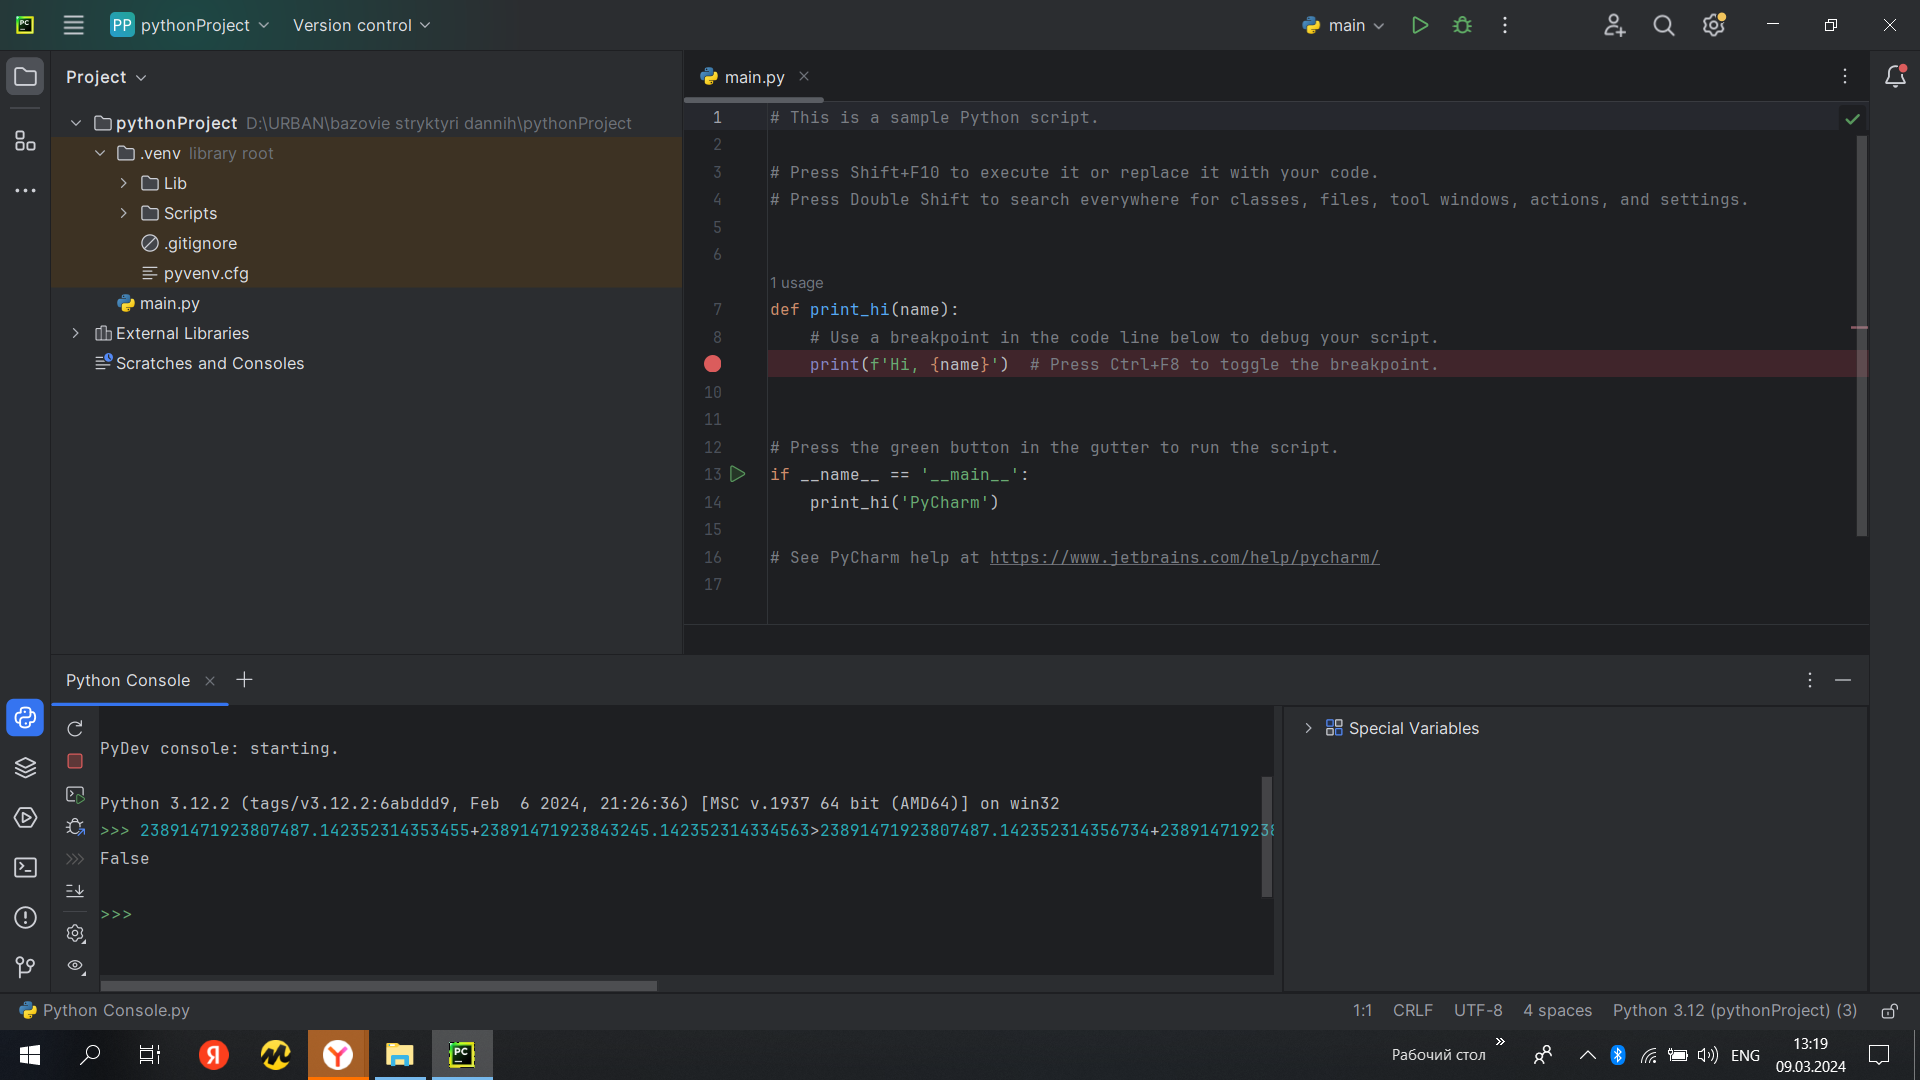 PC
PP pythonProject
Version control
main
Project
main.py
pythonProject D:\URBAN\bazovie stryktyri dannih\pythonProject
.venv library root
Lib
Scripts
.gitignore
pyvenv.cfg
main.py
External Libraries
Scratches and Consoles
1 # This is a sample Python script.
2
3 # Press Shift+F10 to execute it or replace it with your code.
4 # Press Double Shift to search everywhere for classes, files, tool windows, actions, and settings.
5
6
1 usage
7 def print_hi(name):
8 # Use a breakpoint in the code line below to debug your script.
print(f'Hi, {name}')  # Press Ctrl+F8 to toggle the breakpoint.
10
11
12 # Press the green button in the gutter to run the script.
13 if __name__ == '__main__':
14 print_hi('PyCharm')
15
16 # See PyCharm help at https://www.jetbrains.com/help/pycharm/
17
Python Console
PyDev console: starting.
Python 3.12.2 (tags/v3.12.2:6abddd9, Feb  6 2024, 21:26:36) [MSC v.1937 64 bit (AMD64)] on win32
>>> 23891471923807487.142352314353455+23891471923843245.142352314334563>23891471923807487.142352314356734+238914719238
False
>>>
Special Variables
Python Console.py
1:1 CRLF UTF-8 4 spaces Python 3.12 (pythonProject) (3)
Я
Y
PC
Рабочий стол
ENG
13:19
09.03.2024